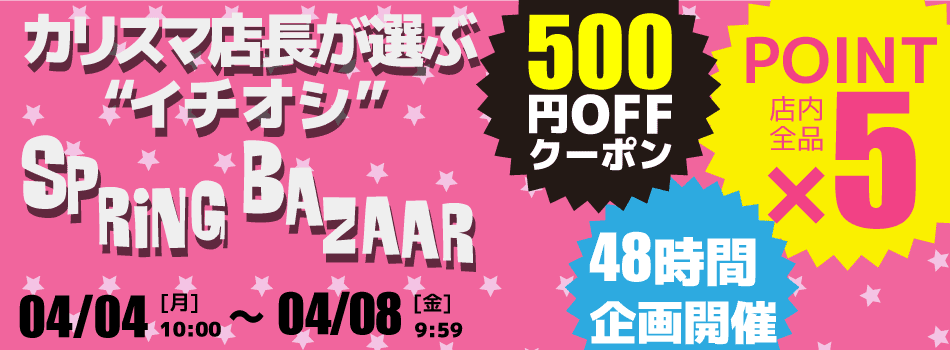 カリスマ店長が選ぶ
“イチオシ”
SPRiNG BAZAAR
04/04 [月] 10:00 〜 04/08 [金] 9:59
500
円OFF
クーポン
POINT
店内
全品
×5
48時間
企画開催